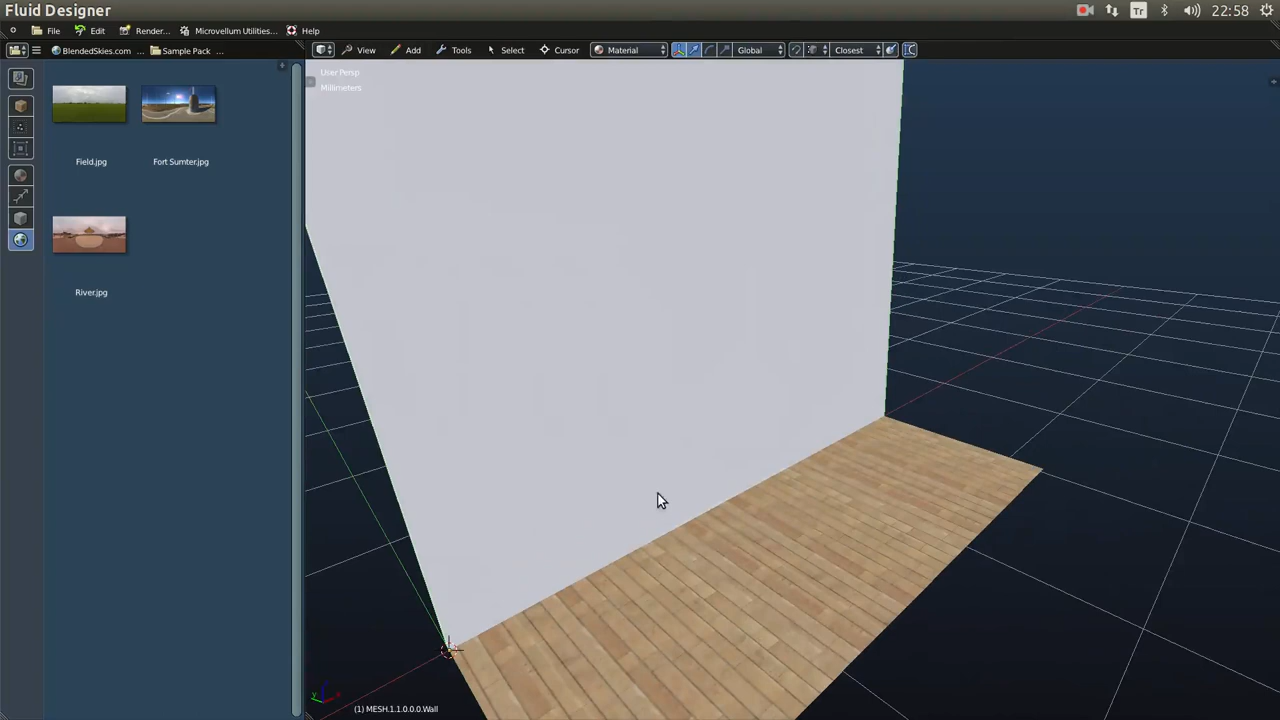 Fluid Designer
Tr
22:58
File
Edit
Render...
Microvellum Utilities...
Help
BlendedSkies.com ...
Sample Pack ...
View
Add
Tools
Select
Cursor
Material
Global
Closest
User Persp
Millimeters
Field.jpg
Fort Sumter.jpg
River.jpg
z
y
x
(1) MESH.1.1.0.0.0.Wall